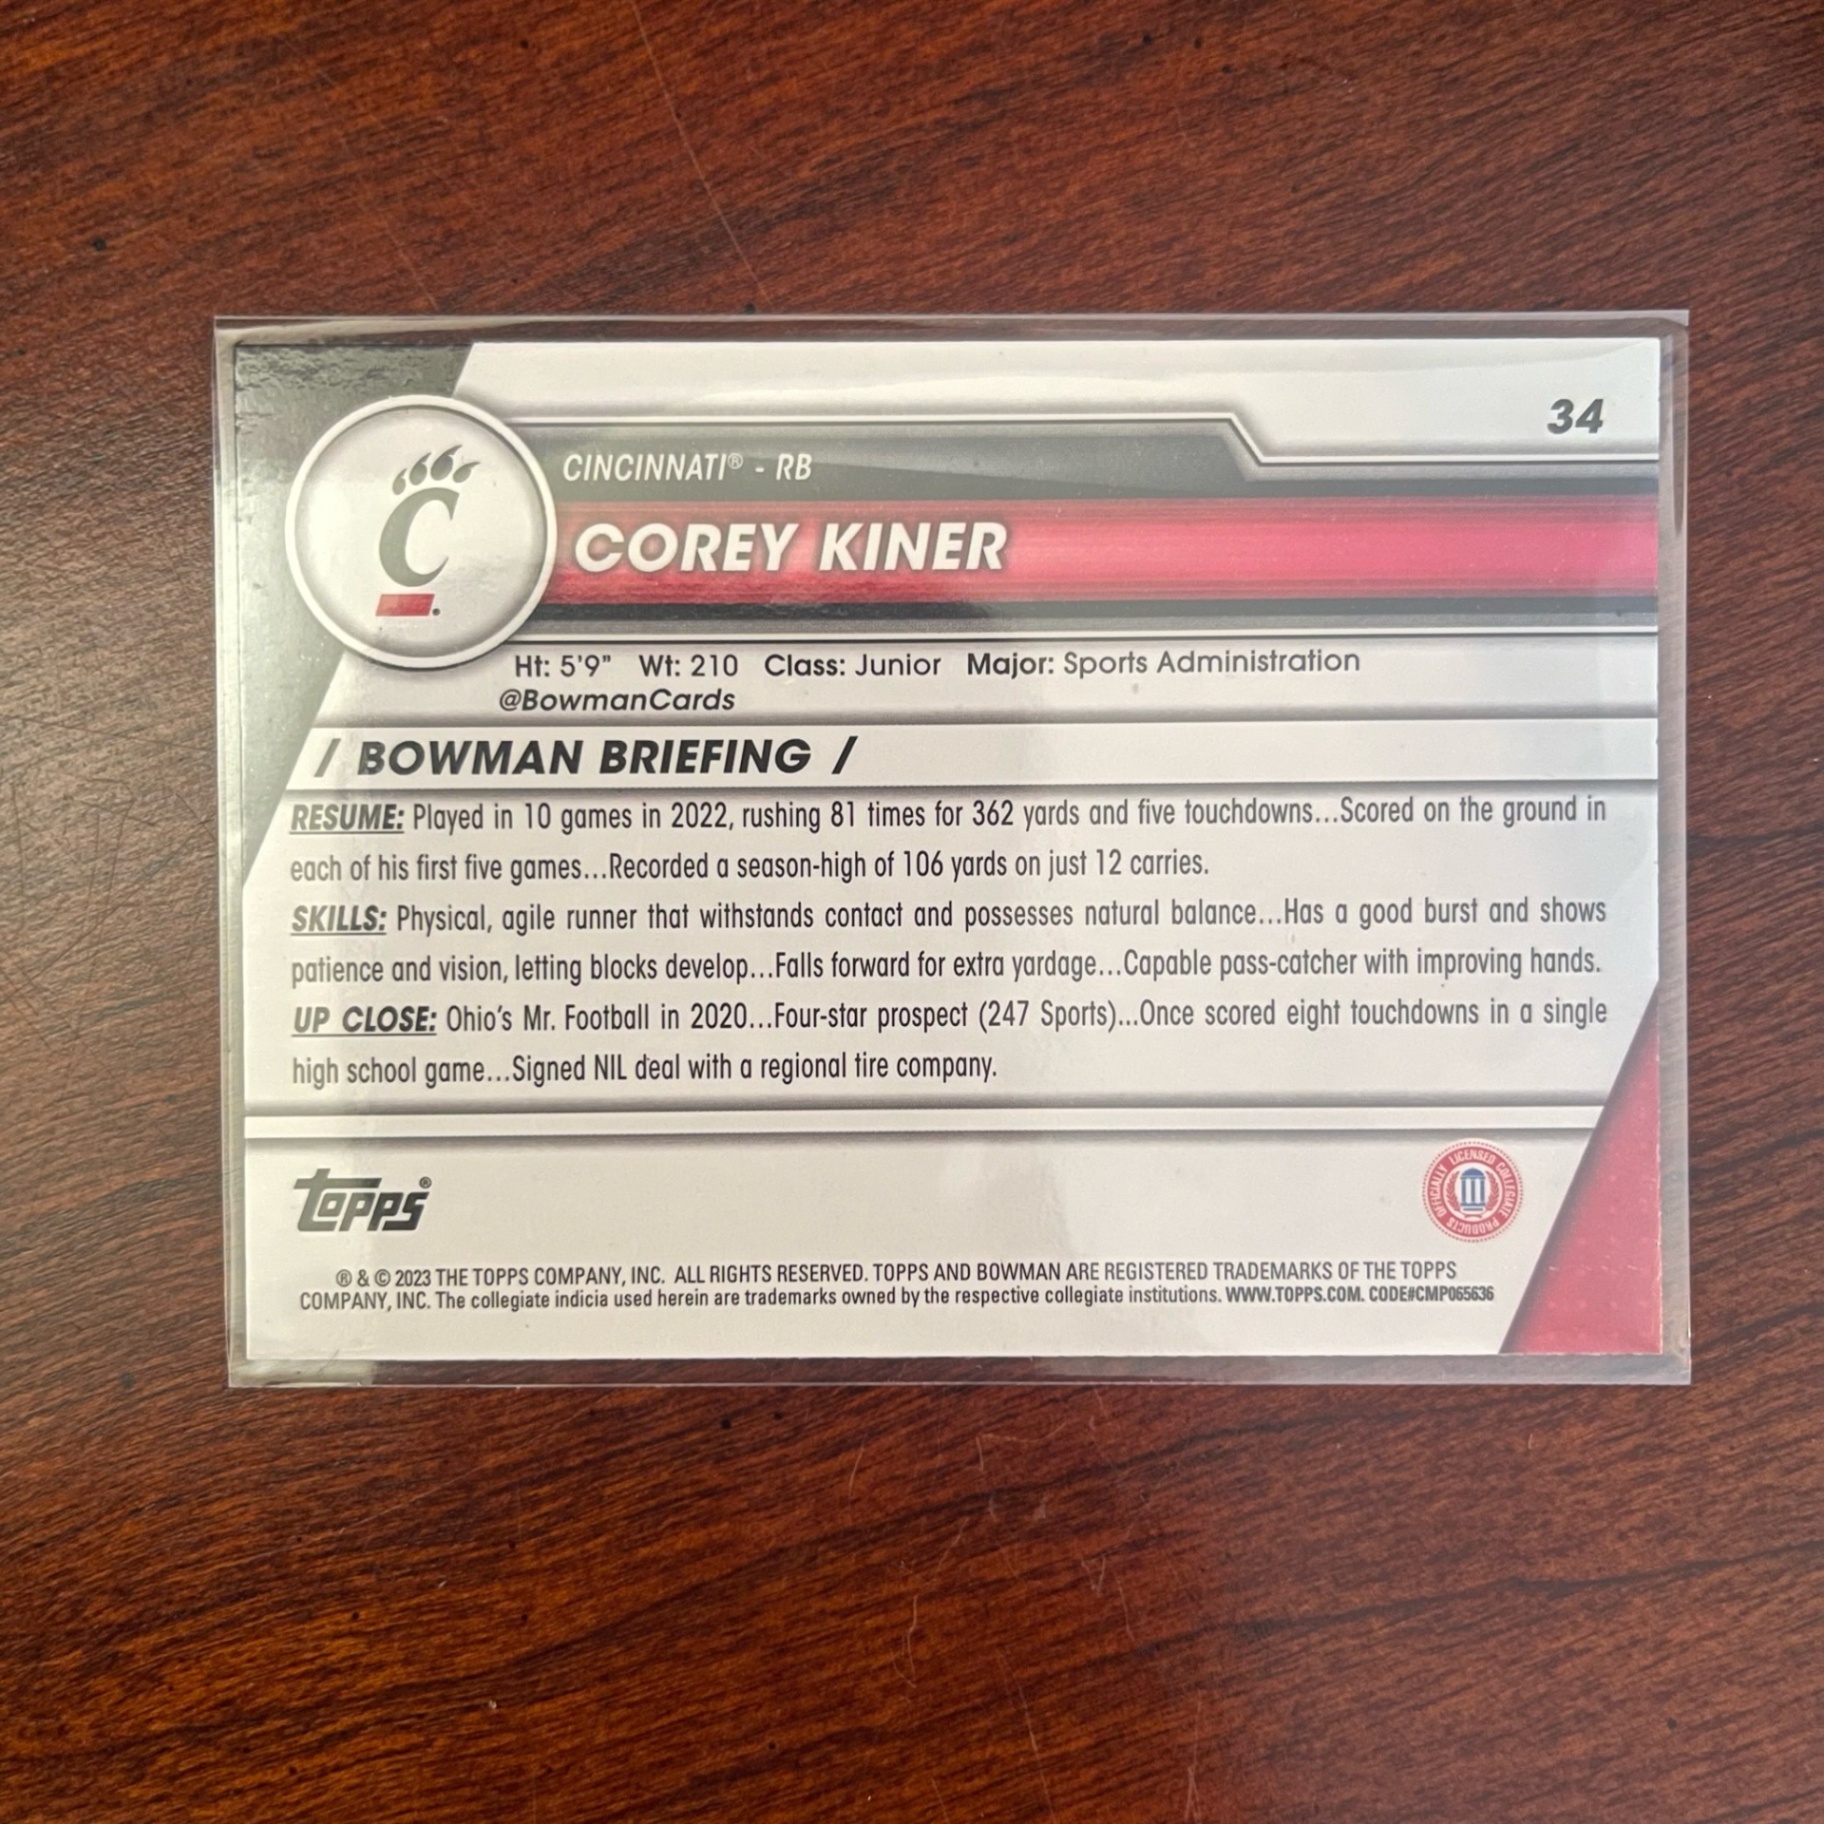 34
C
CINCINNATI® - RB
COREY KINER
Ht: 5'9" Wt: 210 Class: Junior Major: Sports Administration
@BowmanCards
/ BOWMAN BRIEFING /
RESUME: Played in 10 games in 2022, rushing 81 times for 362 yards and five touchdowns...Scored on the ground in
each of his first five games...Recorded a season-high of 106 yards on just 12 carries.
SKILLS: Physical, agile runner that withstands contact and possesses natural balance...Has a good burst and shows
patience and vision, letting blocks develop...Falls forward for extra yardage...Capable pass-catcher with improving hands.
UP CLOSE: Ohio's Mr. Football in 2020...Four-star prospect (247 Sports)...Once scored eight touchdowns in a single
high school game...Signed NIL deal with a regional tire company.
topps®
OFFICIALLY LICENSED COLLEGIATE PRODUCTS
® & © 2023 THE TOPPS COMPANY, INC. ALL RIGHTS RESERVED. TOPPS AND BOWMAN ARE REGISTERED TRADEMARKS OF THE TOPPS
COMPANY, INC. The collegiate indicia used herein are trademarks owned by the respective collegiate institutions. WWW.TOPPS.COM. CODE#CMP065636